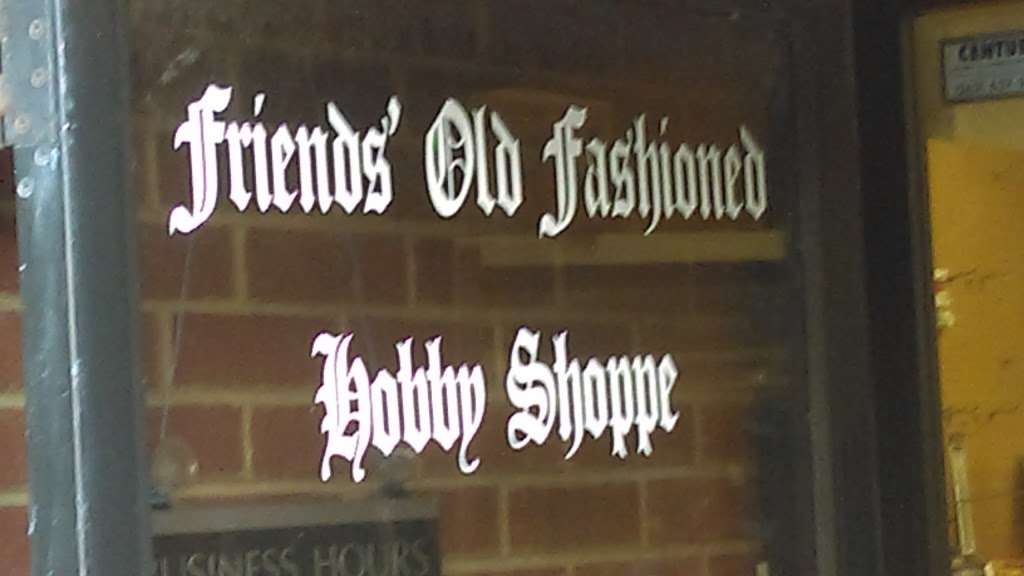 Friends' Old Fashioned
Hobby Shoppe
BUSINESS HOURS